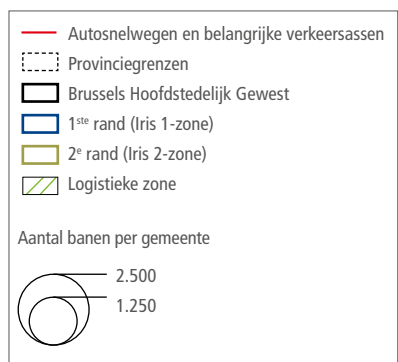 Autosnelwegen en belangrijke verkeersassen
Provinciegrenzen
Brussels Hoofdstedelijk Gewest
1ste rand (Iris 1-zone)
2e rand (Iris 2-zone)
Logistieke zone
Aantal banen per gemeente
2.500
1.250